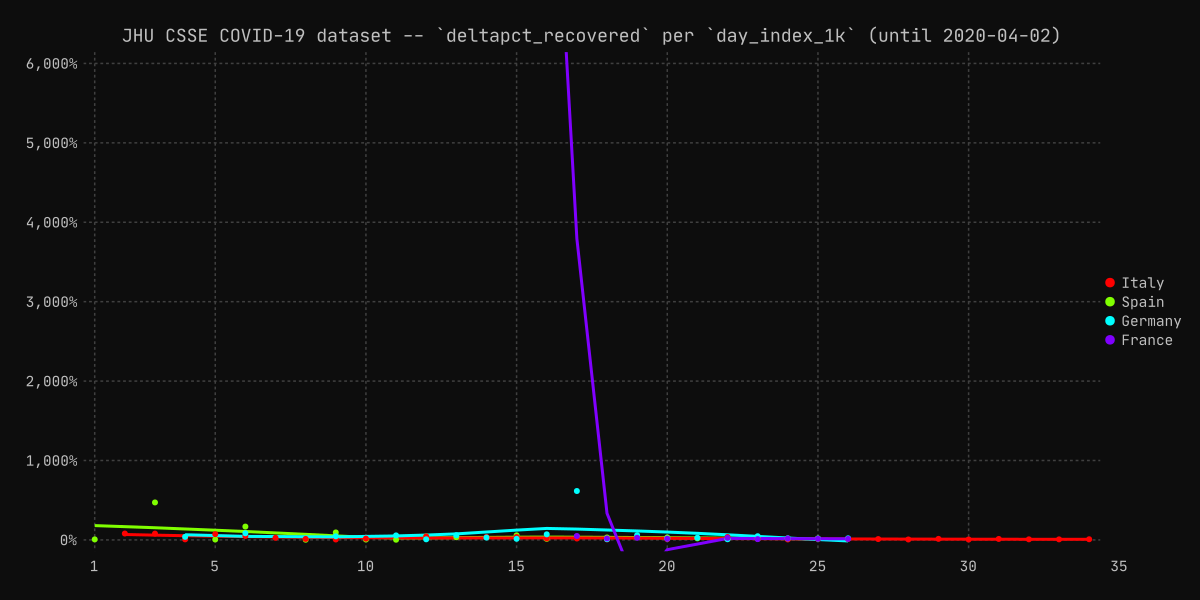 JHU CSSE COVID-19 dataset -- `deltapct_recovered` per `day_index_1k` (until 2020-04-02)
6,000%
5,000%
4,000%
3,000%
2,000%
1,000%
0%
1 5 10 15 20 25 30 35
Italy
Spain
Germany
France